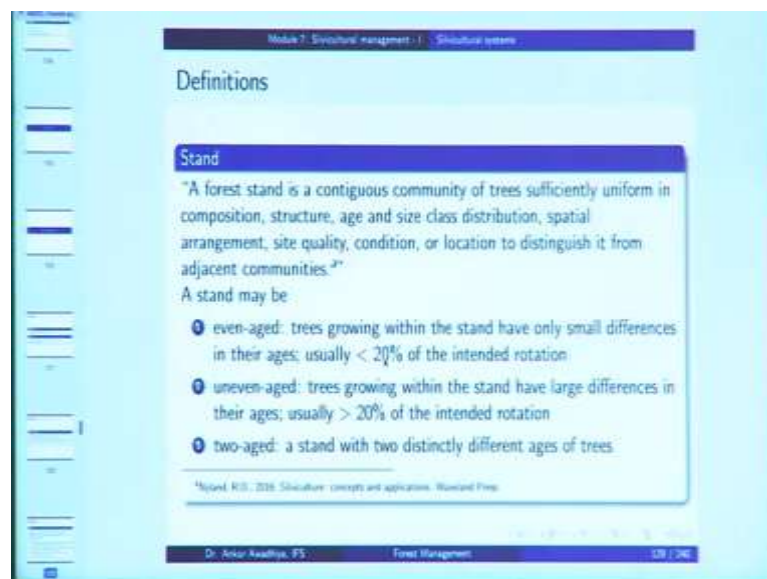 Module 7: Silvicultural management - I Silvicultural systems
Definitions
Stand
"A forest stand is a contiguous community of trees sufficiently uniform in
composition, structure, age and size class distribution, spatial
arrangement, site quality, condition, or location to distinguish it from
adjacent communities."
A stand may be
1 even-aged: trees growing within the stand have only small differences
in their ages; usually < 20% of the intended rotation
2 uneven-aged: trees growing within the stand have large differences in
their ages; usually > 20% of the intended rotation
3 two-aged: a stand with two distinctly different ages of trees
Nyland, R.D., 2016. Silviculture: concepts and applications. Waveland Press.
Dr. Ankur Awadhiya, IFS Forest Management